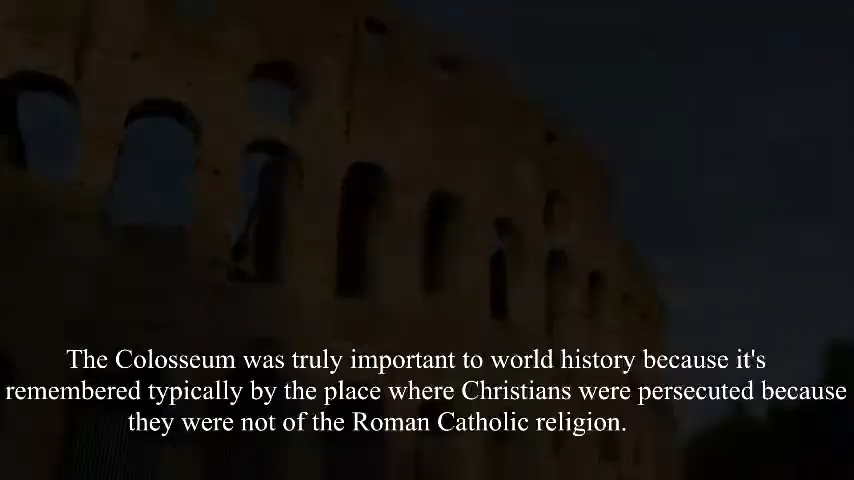 The Colosseum was truly important to world history because it's
remembered typically by the place where Christians were persecuted because
they were not of the Roman Catholic religion.